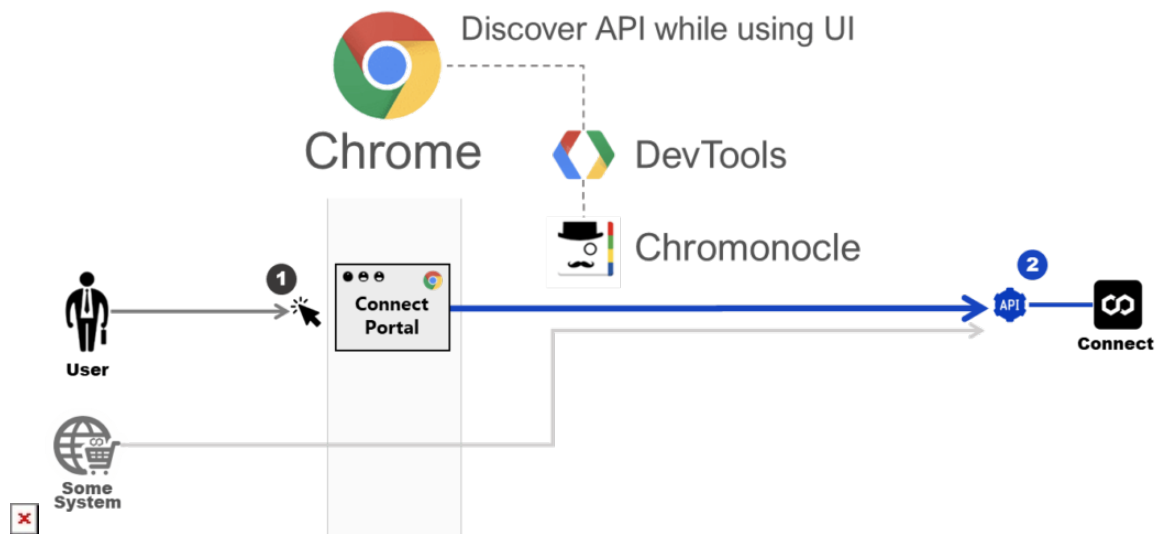 Discover API while using UI
Chrome
DevTools
Chromonocle
1
2
Connect
Portal
API
Connect
User
Some
System